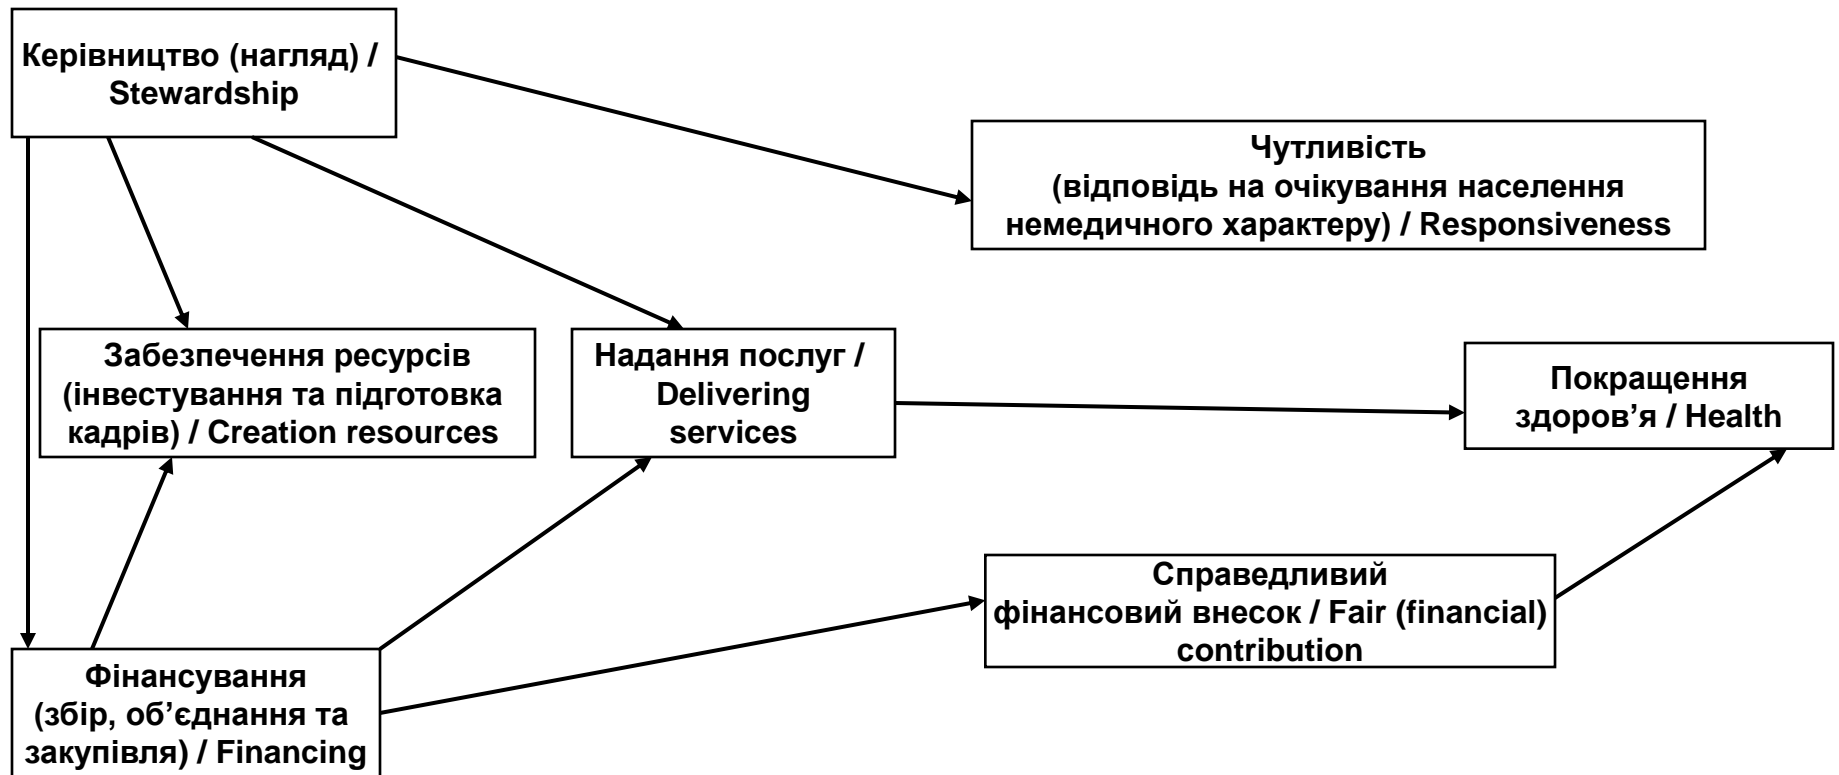 Керівництво (нагляд) /
Stewardship
Чутливість
(відповідь на очікування населення
немедичного характеру) / Responsiveness
Забезпечення ресурсів
(інвестування та підготовка
кадрів) / Creation resources
Надання послуг /
Delivering
services
Покращення
здоров’я / Health
Справедливий
фінансовий внесок / Fair (financial)
contribution
Фінансування
(збір, об’єднання та
закупівля) / Financing